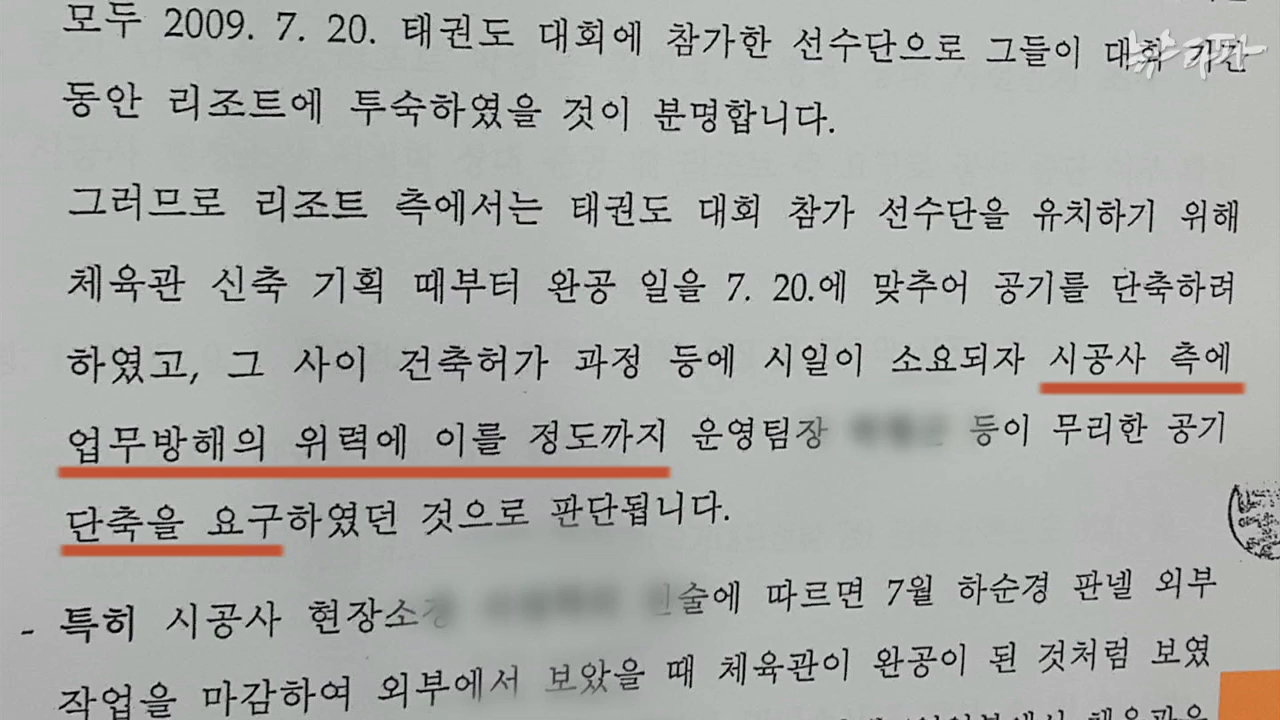 뉴스타파
모두 2009. 7. 20. 태권도 대회에 참가한 선수단으로 그들이 대회 기간
동안 리조트에 투숙하였을 것이 분명합니다.
그러므로 리조트 측에서는 태권도 대회 참가 선수단을 유치하기 위해
체육관 신축 기획 때부터 완공 일을 7. 20.에 맞추어 공기를 단축하려
하였고, 그 사이 건축허가 과정 등에 시일이 소요되자 시공사 측에
업무방해의 위력에 이를 정도까지 운영팀장 등이 무리한 공기
단축을 요구하였던 것으로 판단됩니다.
- 특히 시공사 현장소장 진술에 따르면 7월 하순경 판넬 외부
작업을 마감하여 외부에서 보았을 때 체육관이 완공이 된 것처럼 보였
체육관은